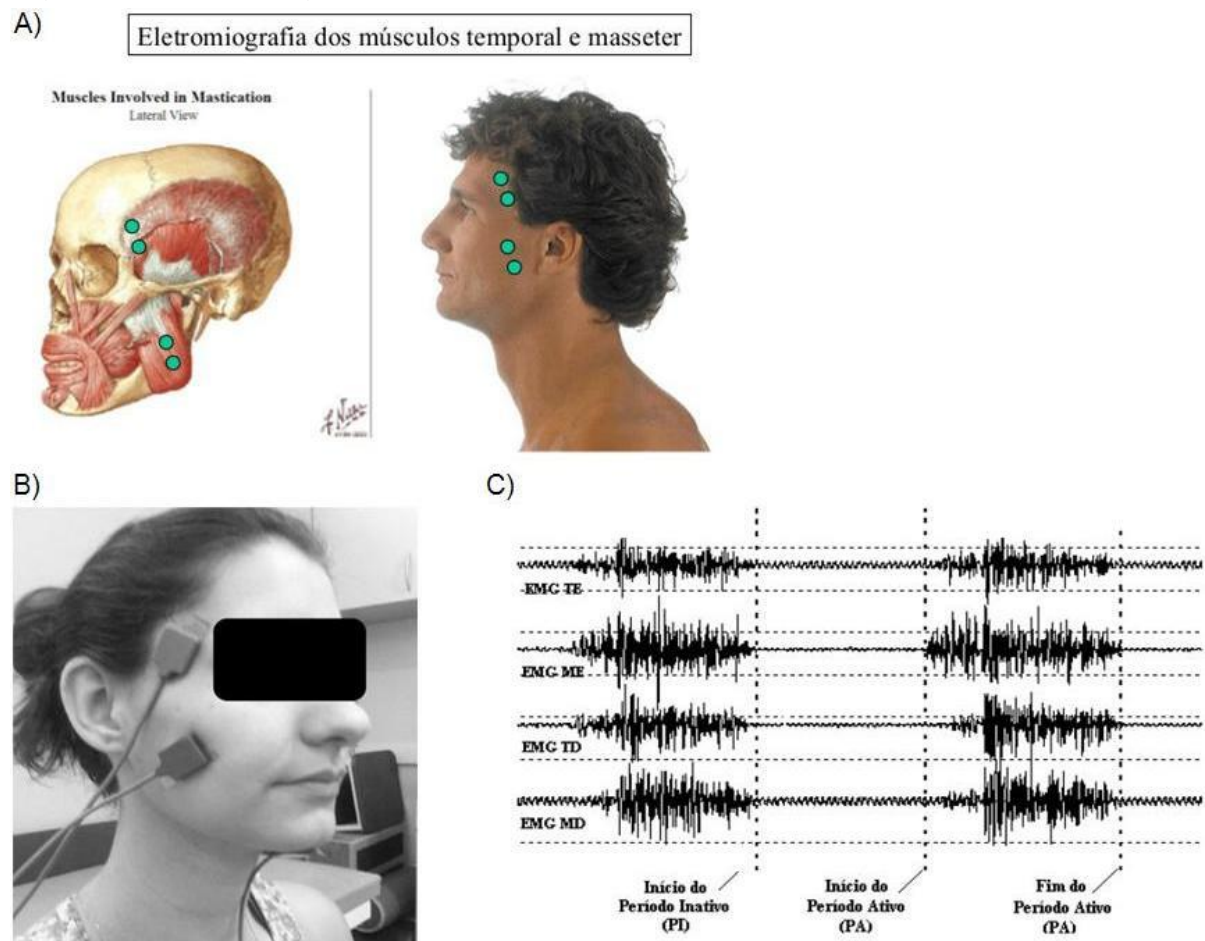 A)
Eletromiografia dos músculos temporal e masseter
Muscles Involved in Mastication
Lateral View
B)
C)
EMG TE
EMG ME
EMG TD
EMG MD
Início do
Período Inativo
(PI)
Início do
Período Ativo
(PA)
Fim do
Período Ativo
(PA)